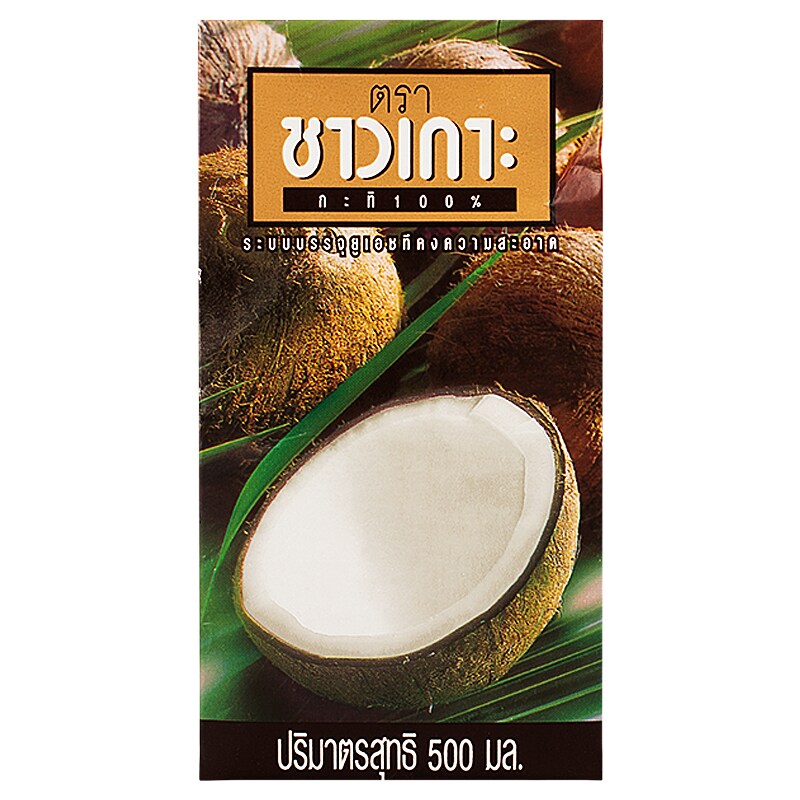 ตรา
ชาวเกาะ
กะทิ 100%
ระบบบรรจุยูเอชทีคงความสะอาด
ปริมาตรสุทธิ 500 มล.